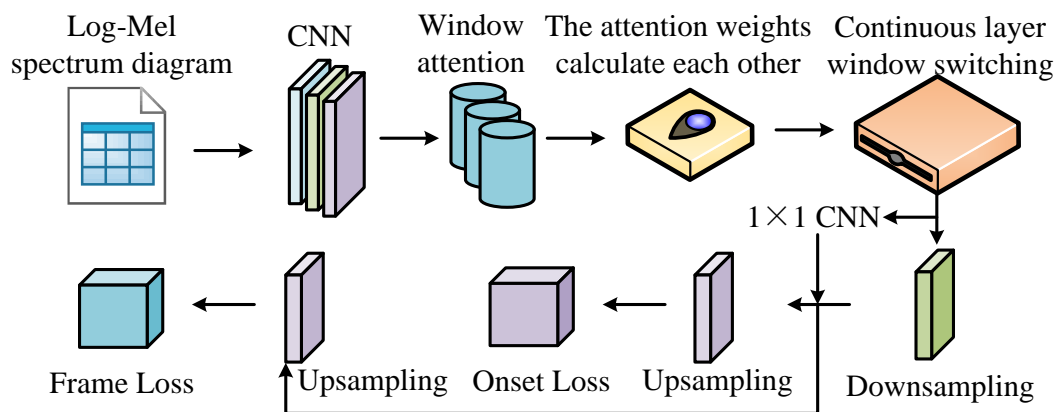 Log-Mel
spectrum diagram
CNN
Window
attention
The attention weights
calculate each other
Continuous layer
window switching
1×1 CNN
Frame Loss
Upsampling
Onset Loss
Upsampling
Downsampling